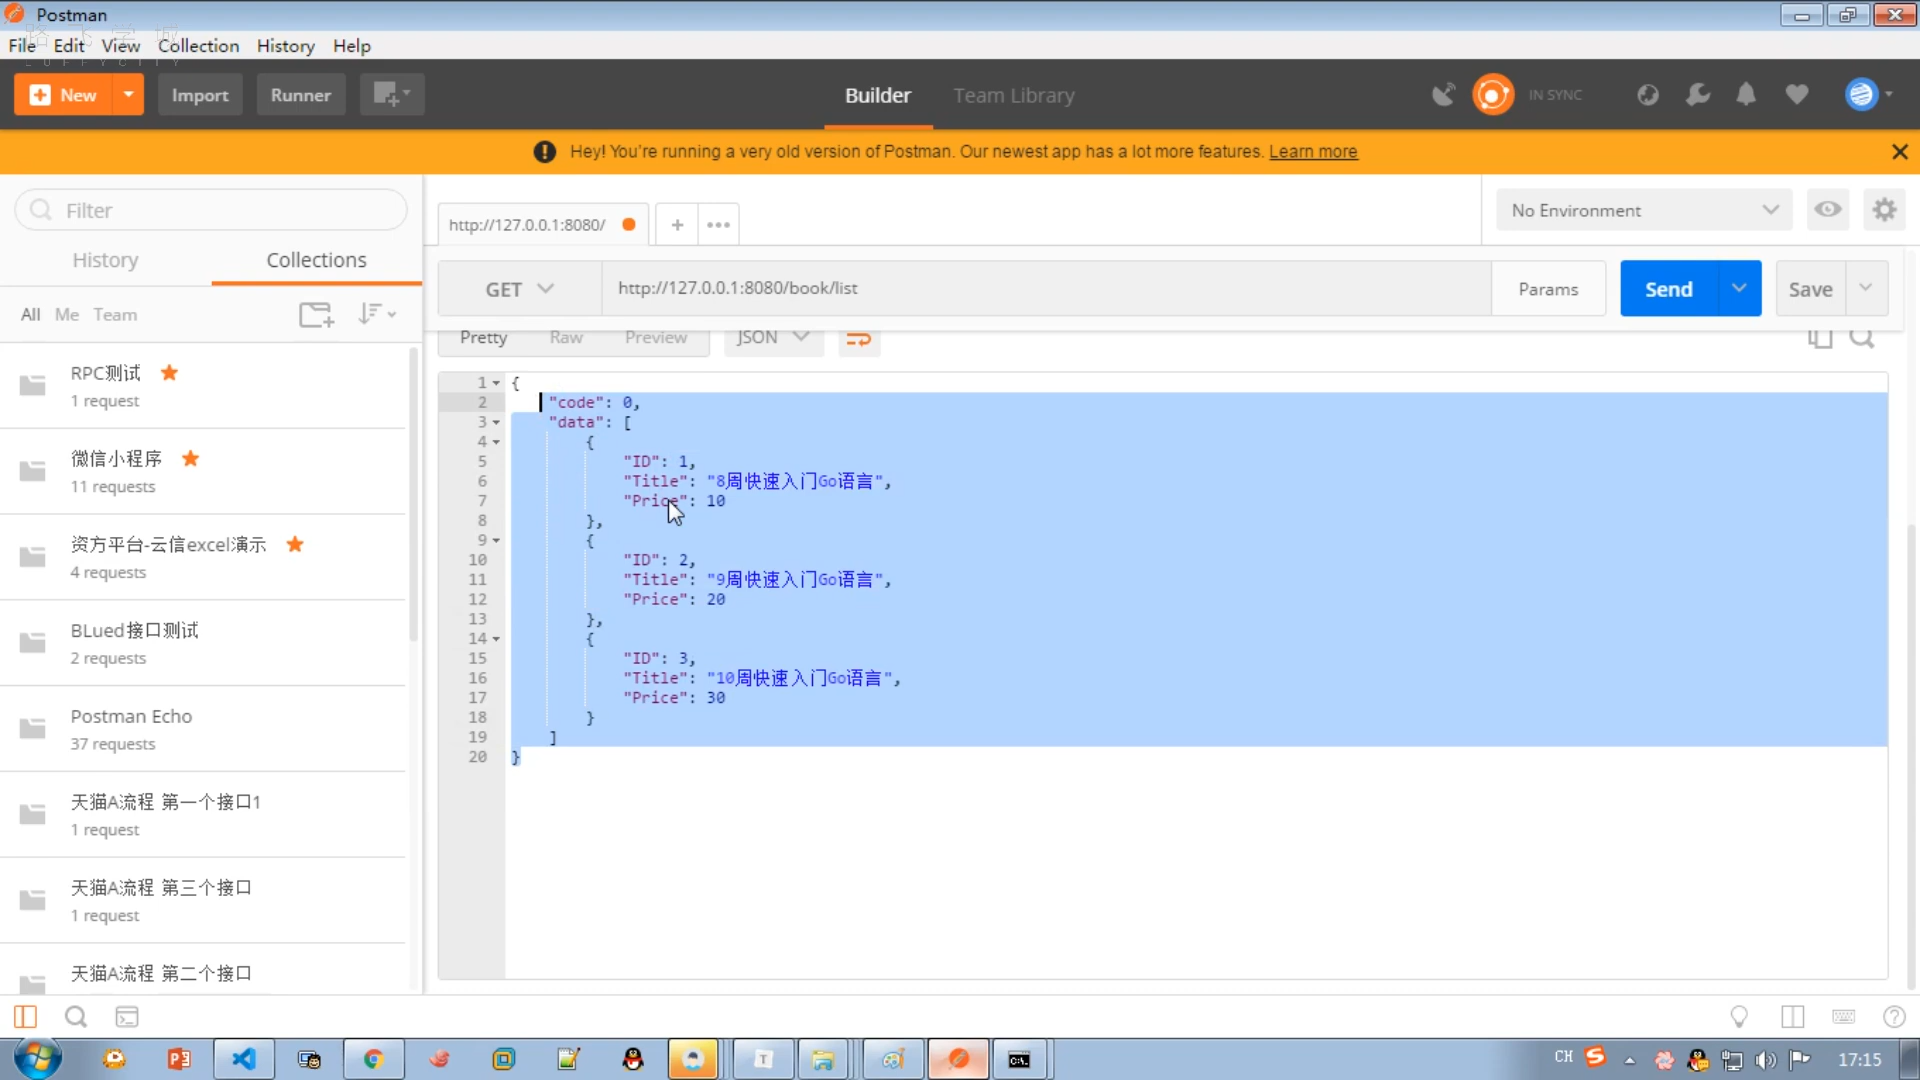 Postman
路飞学城
LUFFYCITY
File Edit View Collection History Help
New Import Runner Builder Team Library IN SYNC
Hey! You're running a very old version of Postman. Our newest app has a lot more features. Learn more
Filter
History Collections
All Me Team
RPC测试
1 request
微信小程序
11 requests
资方平台-云信excel演示
4 requests
BLued接口测试
2 requests
Postman Echo
37 requests
天猫A流程 第一个接口1
1 request
天猫A流程 第三个接口
1 request
天猫A流程 第二个接口
http://127.0.0.1:8080/
No Environment
GET http://127.0.0.1:8080/book/list Params Send Save
Pretty Raw Preview JSON
1 {
2 "code": 0,
3 "data": [
4 {
5 "ID": 1,
6 "Title": "8周快速入门Go语言",
7 "Price": 10
8 },
9 {
10 "ID": 2,
11 "Title": "9周快速入门Go语言",
12 "Price": 20
13 },
14 {
15 "ID": 3,
16 "Title": "10周快速入门Go语言",
17 "Price": 30
18 }
19 ]
20 }
CH 17:15